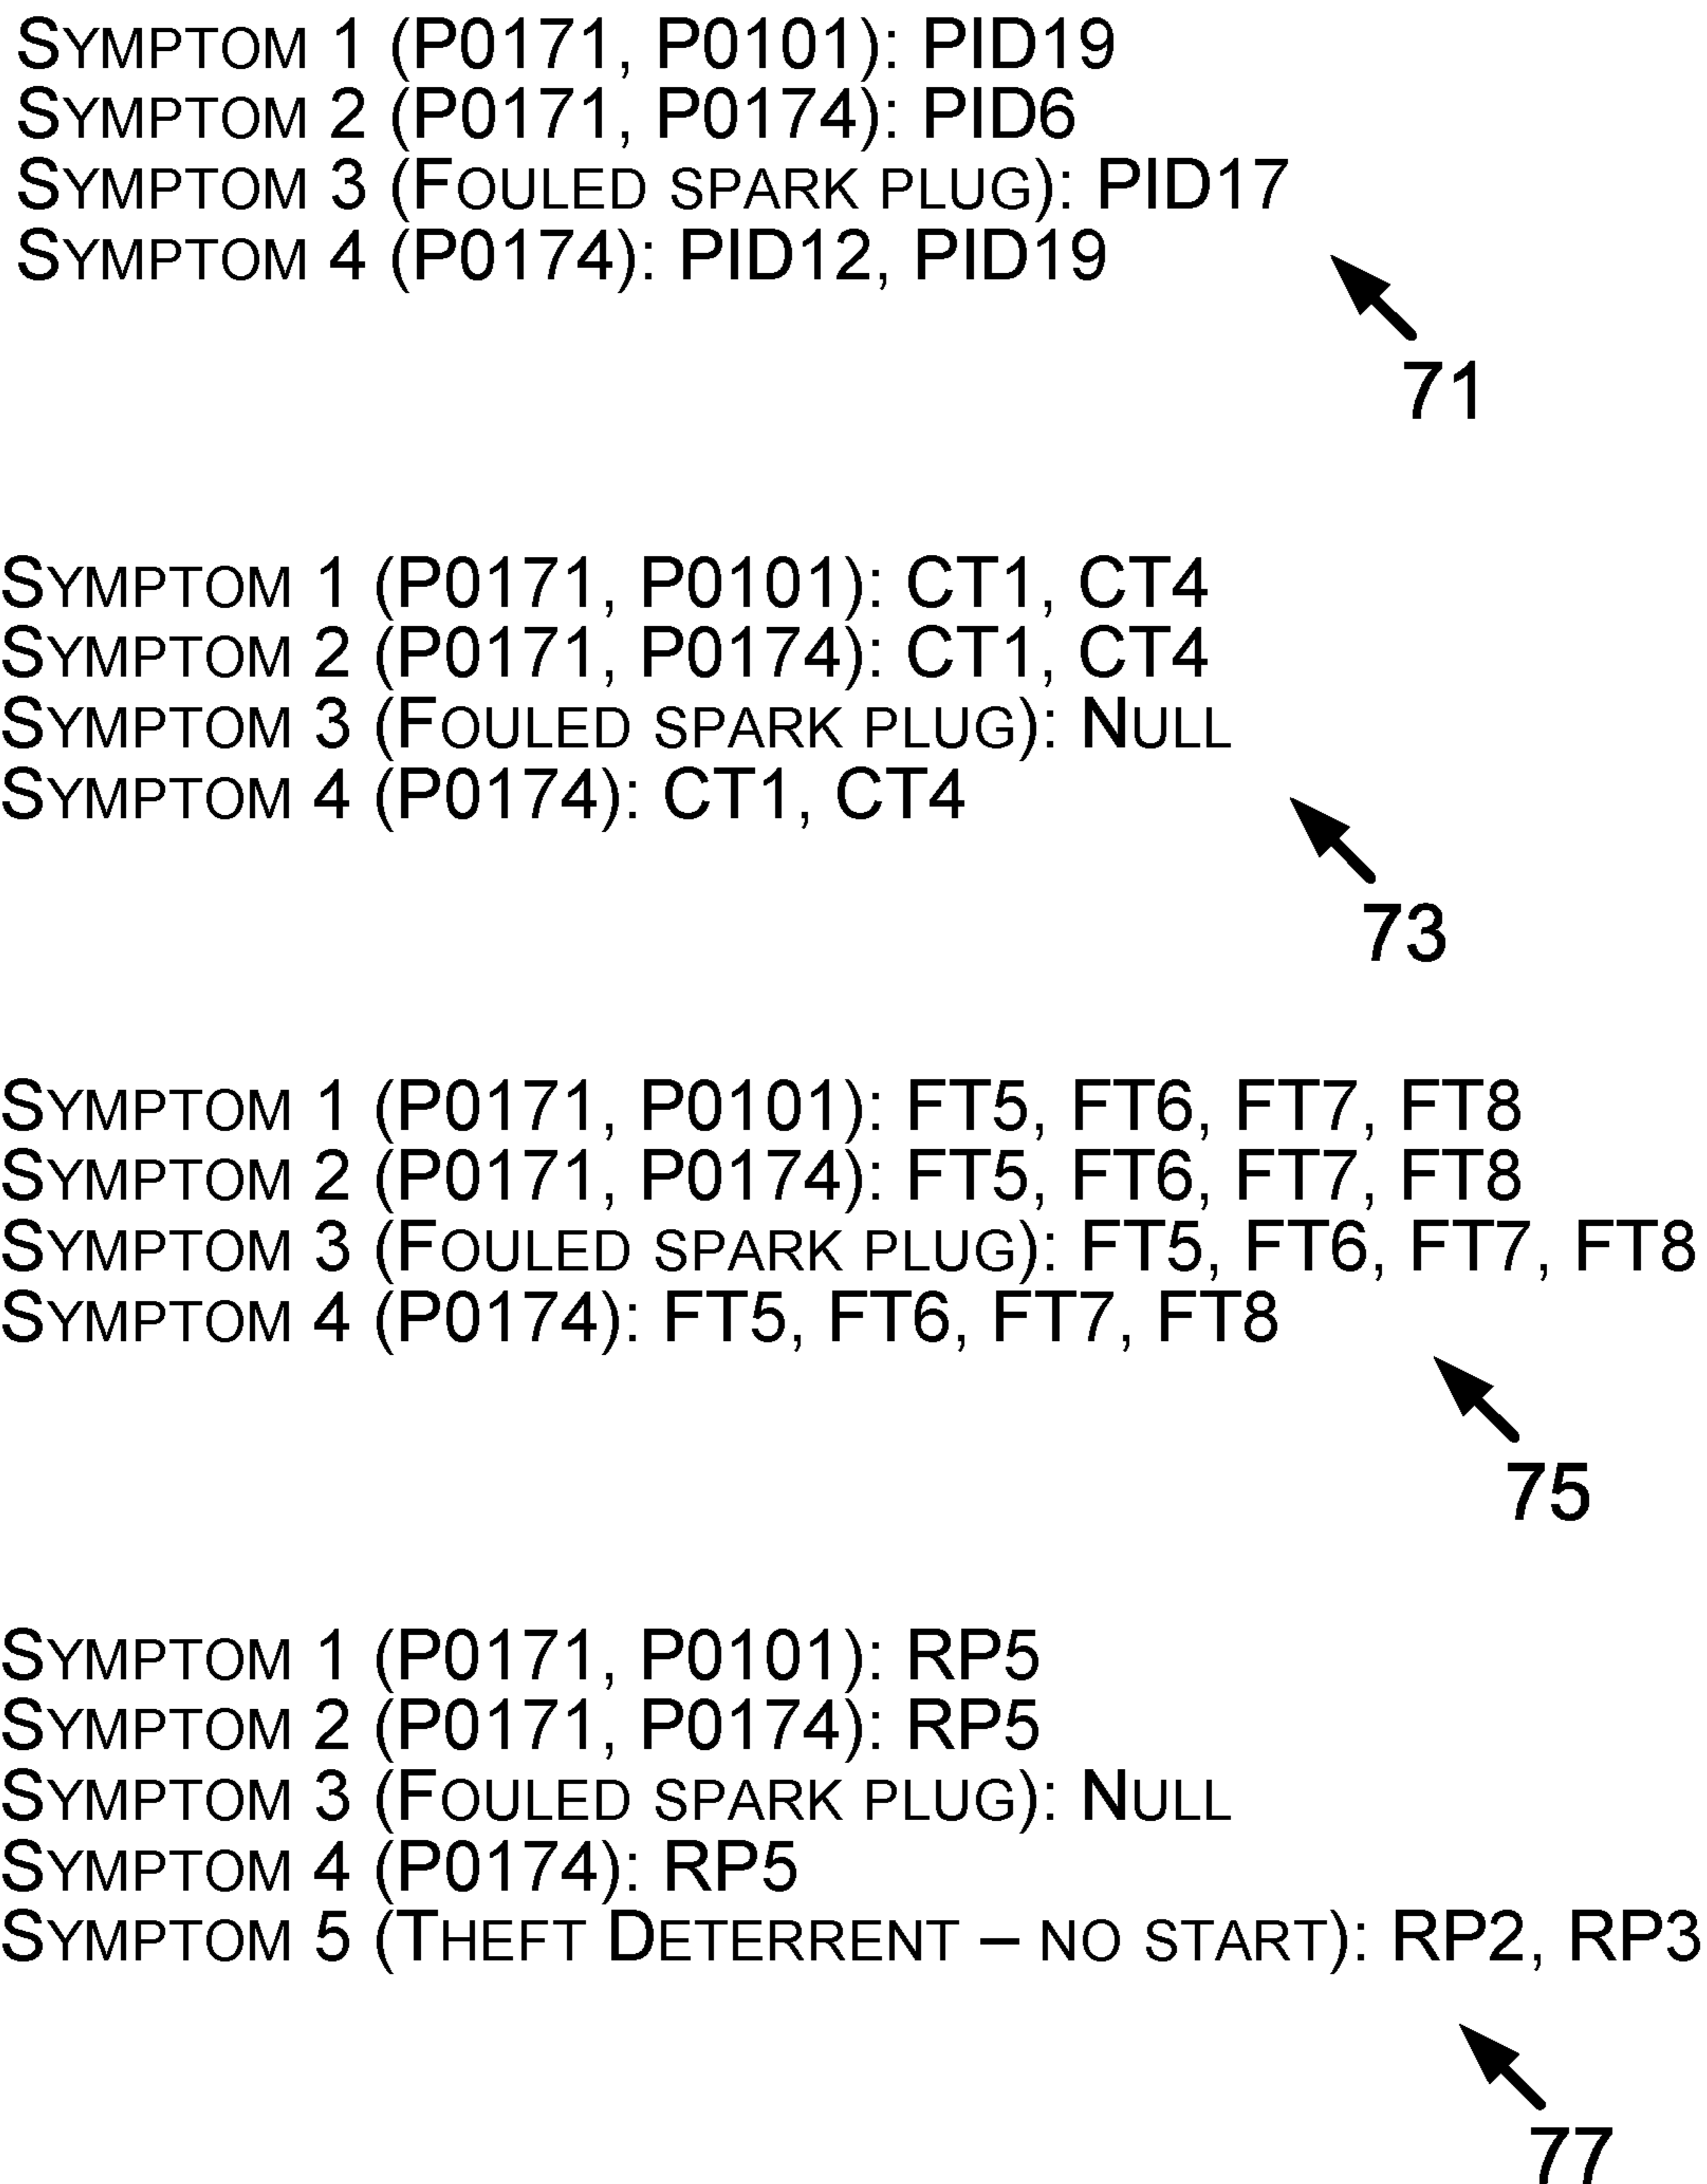 SYMPTOM 1 (P0171, P0101): PID19
SYMPTOM 2 (P0171, P0174): PID6
SYMPTOM 3 (FOULED SPARK PLUG): PID17
SYMPTOM 4 (P0174): PID12, PID19
71
SYMPTOM 1 (P0171, P0101): CT1, CT4
SYMPTOM 2 (P0171, P0174): CT1, CT4
SYMPTOM 3 (FOULED SPARK PLUG): NULL
SYMPTOM 4 (P0174): CT1, CT4
73
SYMPTOM 1 (P0171, P0101): FT5, FT6, FT7, FT8
SYMPTOM 2 (P0171, P0174): FT5, FT6, FT7, FT8
SYMPTOM 3 (FOULED SPARK PLUG): FT5, FT6, FT7, FT8
SYMPTOM 4 (P0174): FT5, FT6, FT7, FT8
75
SYMPTOM 1 (P0171, P0101): RP5
SYMPTOM 2 (P0171, P0174): RP5
SYMPTOM 3 (FOULED SPARK PLUG): NULL
SYMPTOM 4 (P0174): RP5
SYMPTOM 5 (THEFT DETERRENT – NO START): RP2, RP3
77